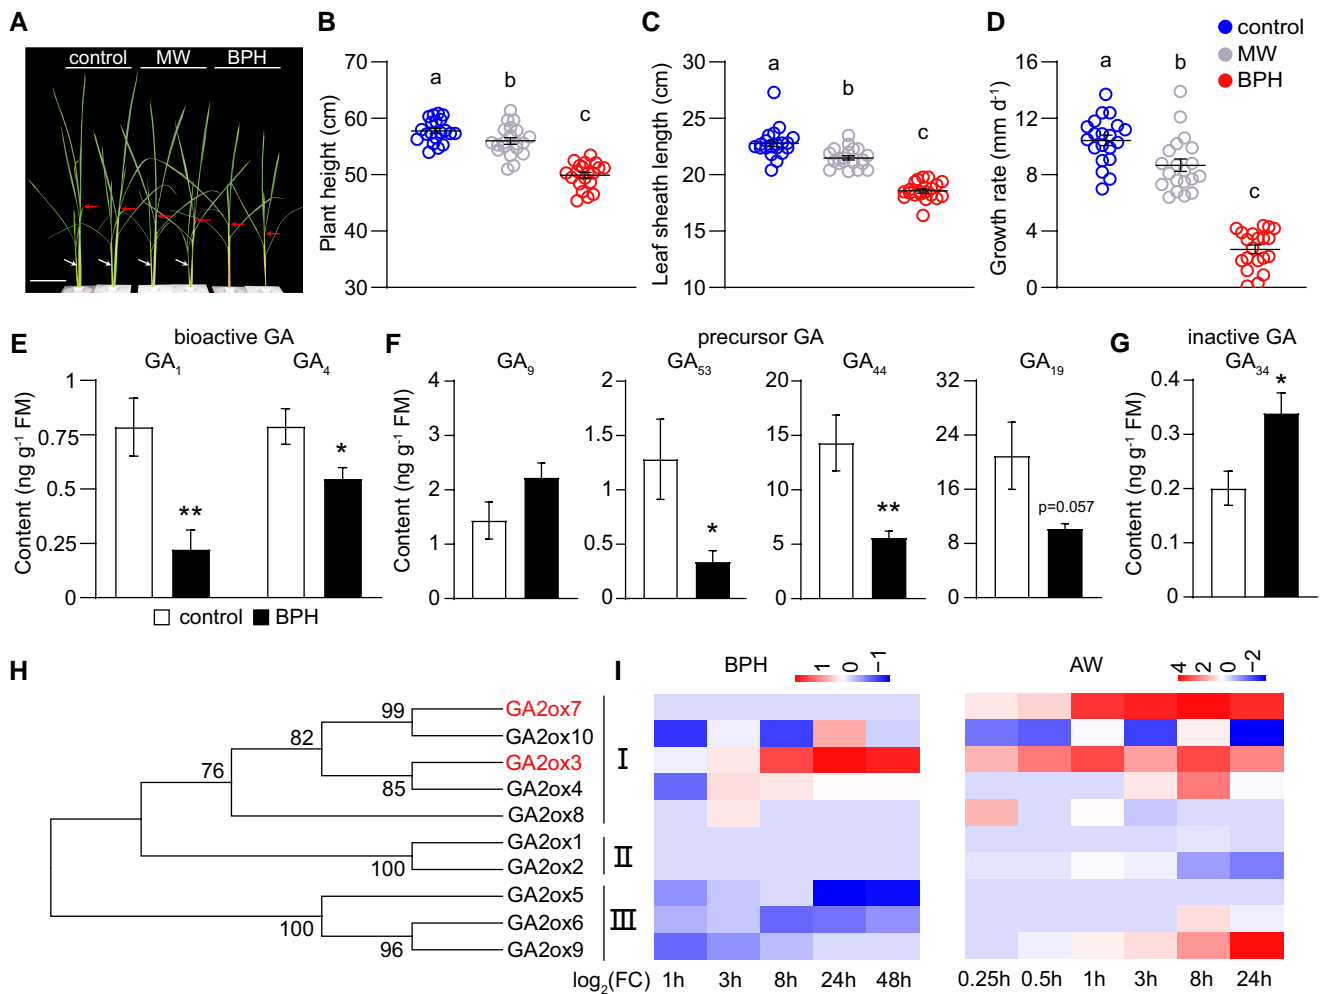 A
control MW BPH
B
Plant height (cm)
70
60
50
40
30
a
b
c
C
Leaf sheath length (cm)
30
25
20
15
10
a
b
c
D
Growth rate (mm d⁻¹)
16
12
8
4
0
a
b
c
control
MW
BPH
E
bioactive GA
GA₁ GA₄
Content (ng g⁻¹ FM)
1
0.75
0.5
0.25
0
**
*
control BPH
F
precursor GA
GA₉ GA₅₃ GA₄₄ GA₁₉
Content (ng g⁻¹ FM)
4
3
2
1
0
2
1.5
1
0.5
0
*
20
15
10
5
0
**
32
24
16
8
0
p=0.057
G
inactive GA
GA₃₄
Content (ng g⁻¹ FM)
0.4
0.3
0.2
0.1
0
*
H
99
82
76
85
100
100
96
GA2ox7
GA2ox10
GA2ox3
GA2ox4
GA2ox8
GA2ox1
GA2ox2
GA2ox5
GA2ox6
GA2ox9
I
II
III
I
BPH
1 0 −1
AW
4 2 0 −2
log₂(FC) 1h 3h 8h 24h 48h
0.25h 0.5h 1h 3h 8h 24h